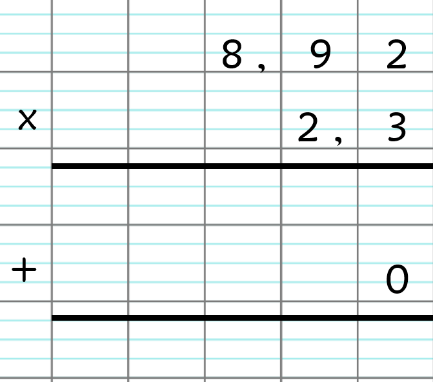 8, 9 2
x 2, 3
+ 0